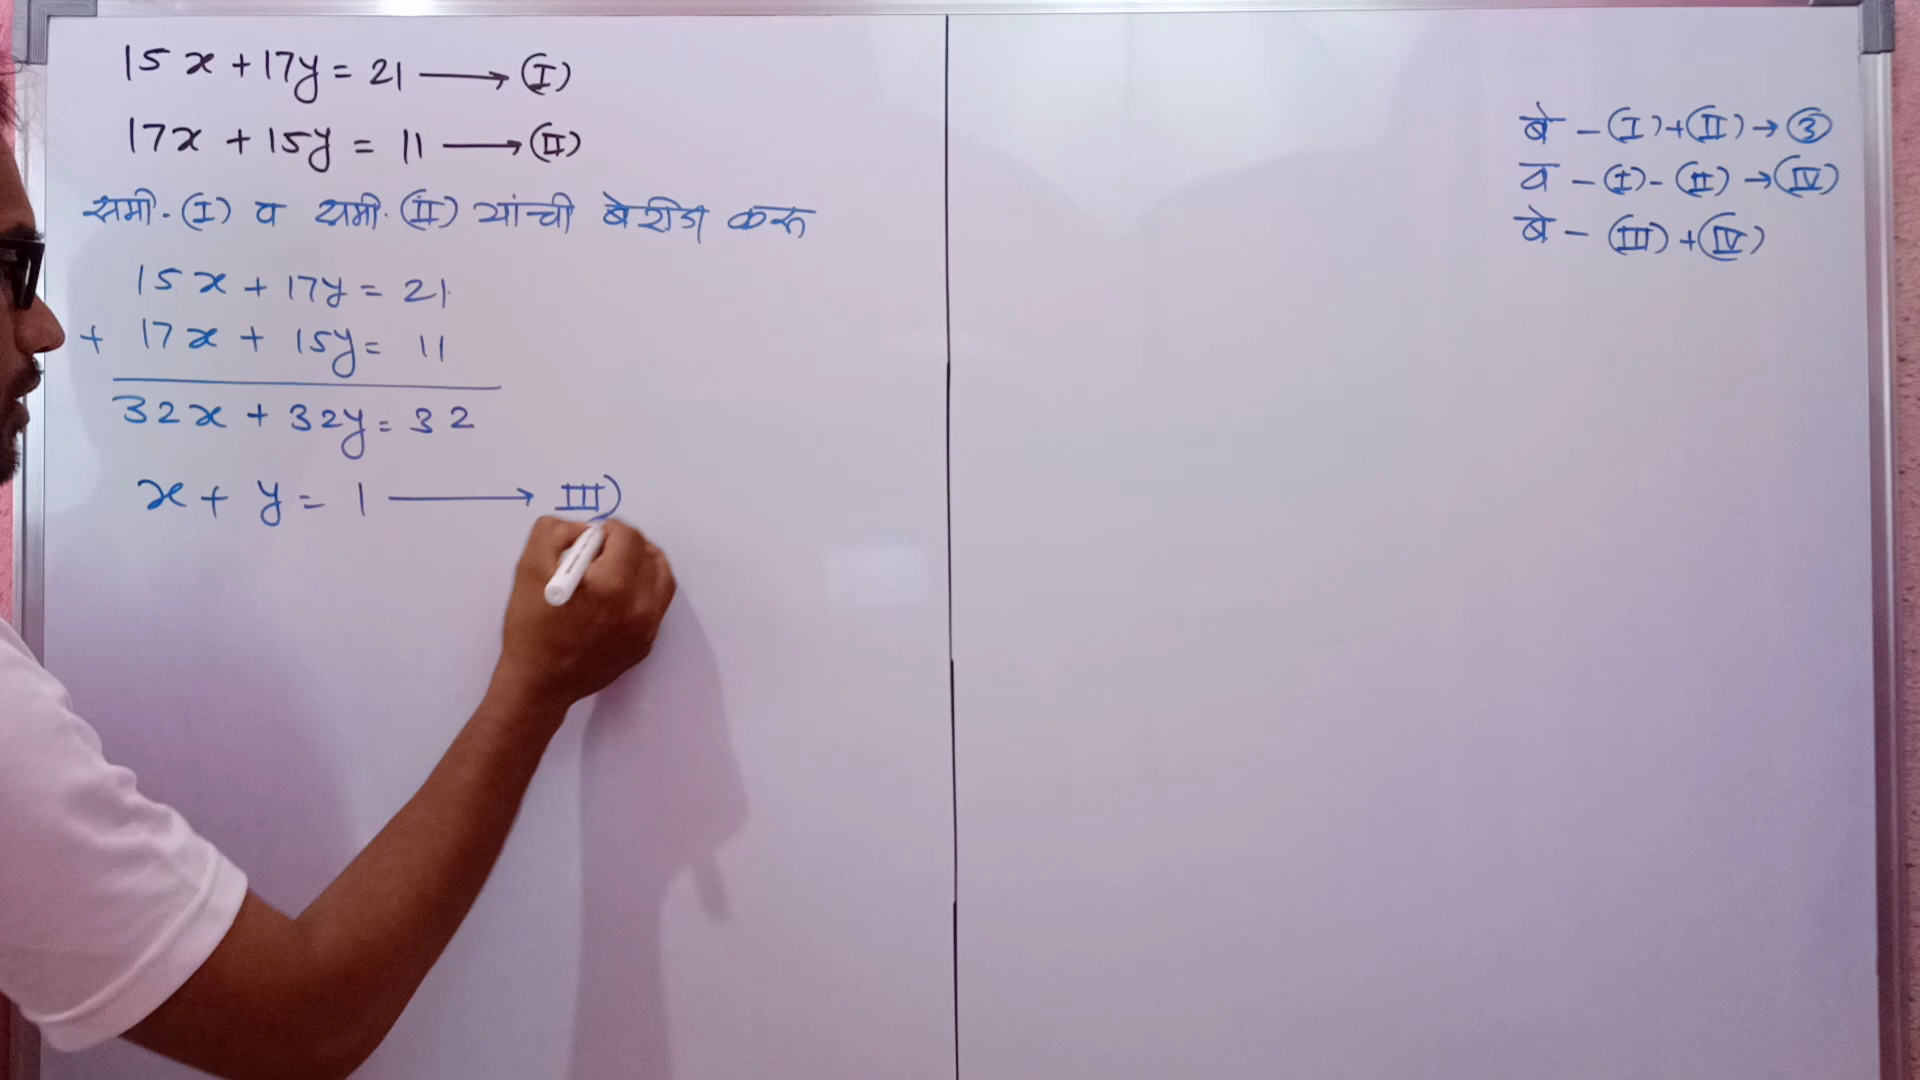 15x + 17y = 21 → (I)
17x + 15y = 11 → (II)
समी. (I) व समी. (II) यांची बेरीज करू
15x + 17y = 21
+ 17x + 15y = 11
32x + 32y = 32
x + y = 1 → III)
बे - (I) + (II) → ③
व - (I) - (II) → (IV)
बे - (III) + (IV)